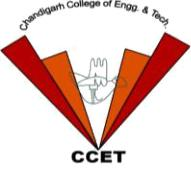 Chandigarh College of Engg. & Tech.
CCET